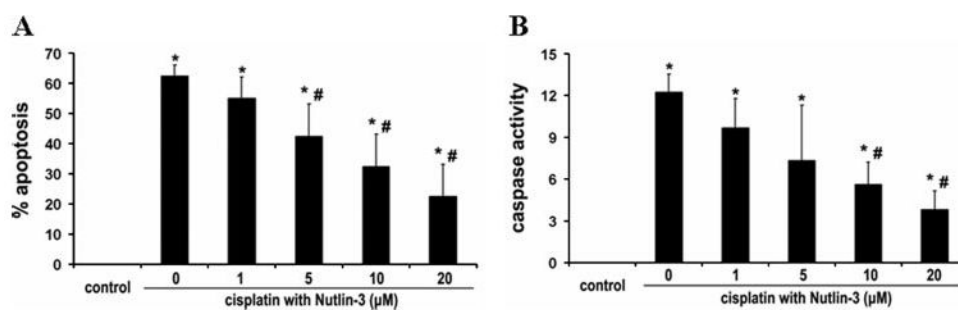 A
% apoptosis
70
60
50
40
30
20
10
0
*
*
* #
* #
* #
control
0 1 5 10 20
cisplatin with Nutlin-3 (μM)
B
caspase activity
15
12
9
6
3
0
*
*
*
* #
* #
control
0 1 5 10 20
cisplatin with Nutlin-3 (μM)